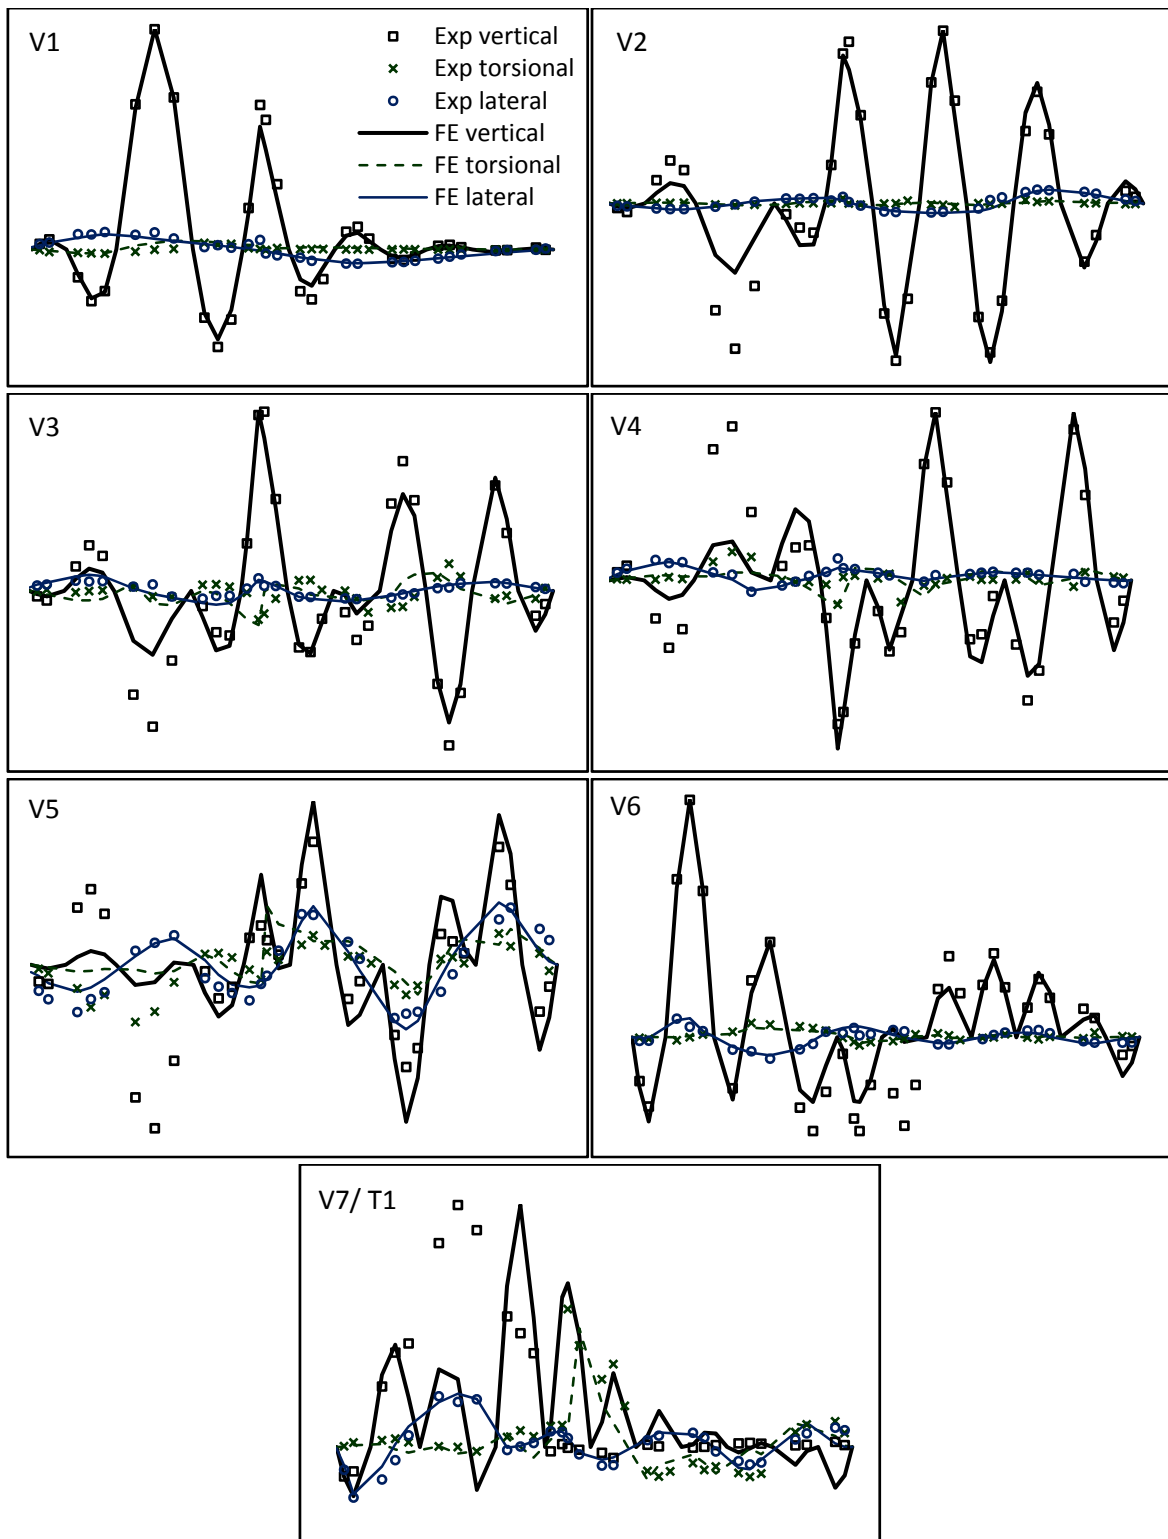 V1
Exp vertical
Exp torsional
Exp lateral
FE vertical
FE torsional
FE lateral
V2
V3
V4
V5
V6
V7/ T1